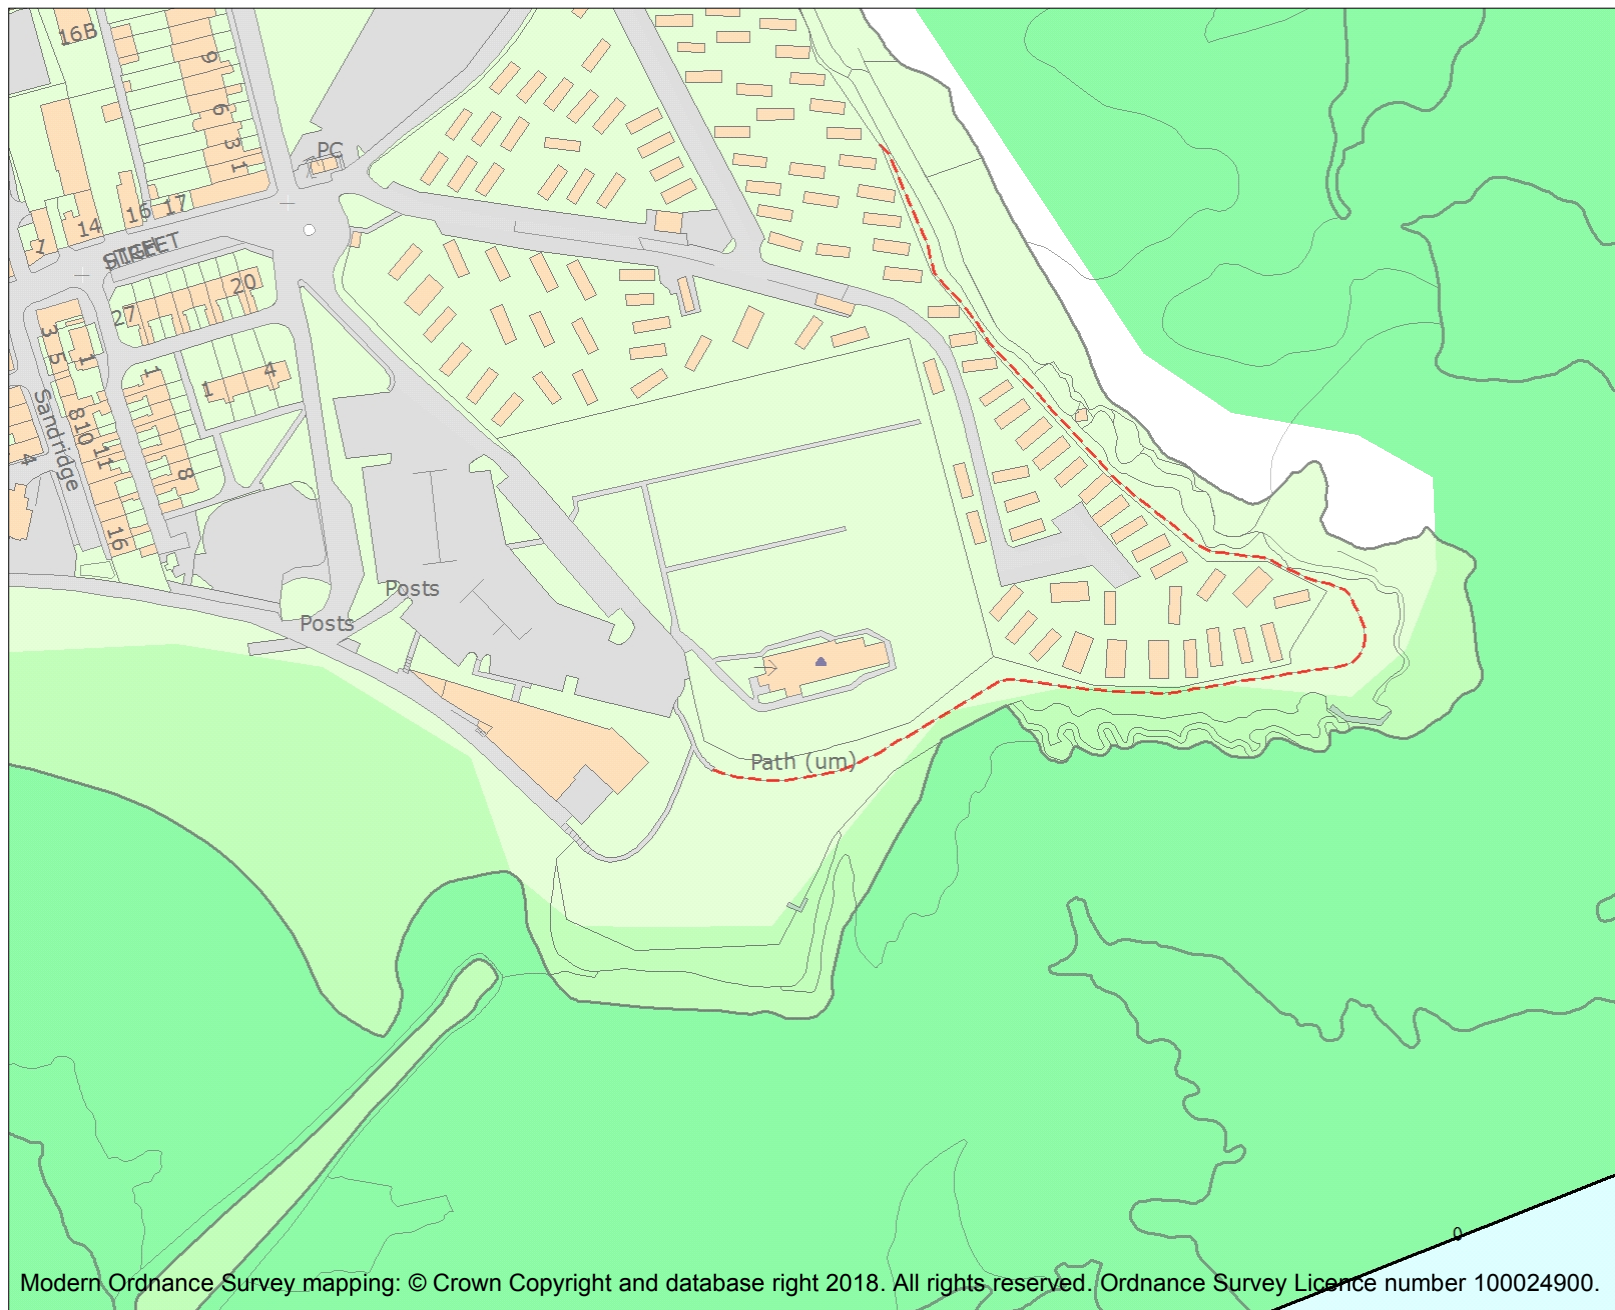 16B
9
6
3
1
PC
14
16
17
1
STREET
20
27
3
5
1
1
1
4
Sandridge
8
10
11
4
8
16
Posts
Posts
Path (um)
0
Modern Ordnance Survey mapping: © Crown Copyright and database right 2018. All rights reserved. Ordnance Survey Licence number 100024900.